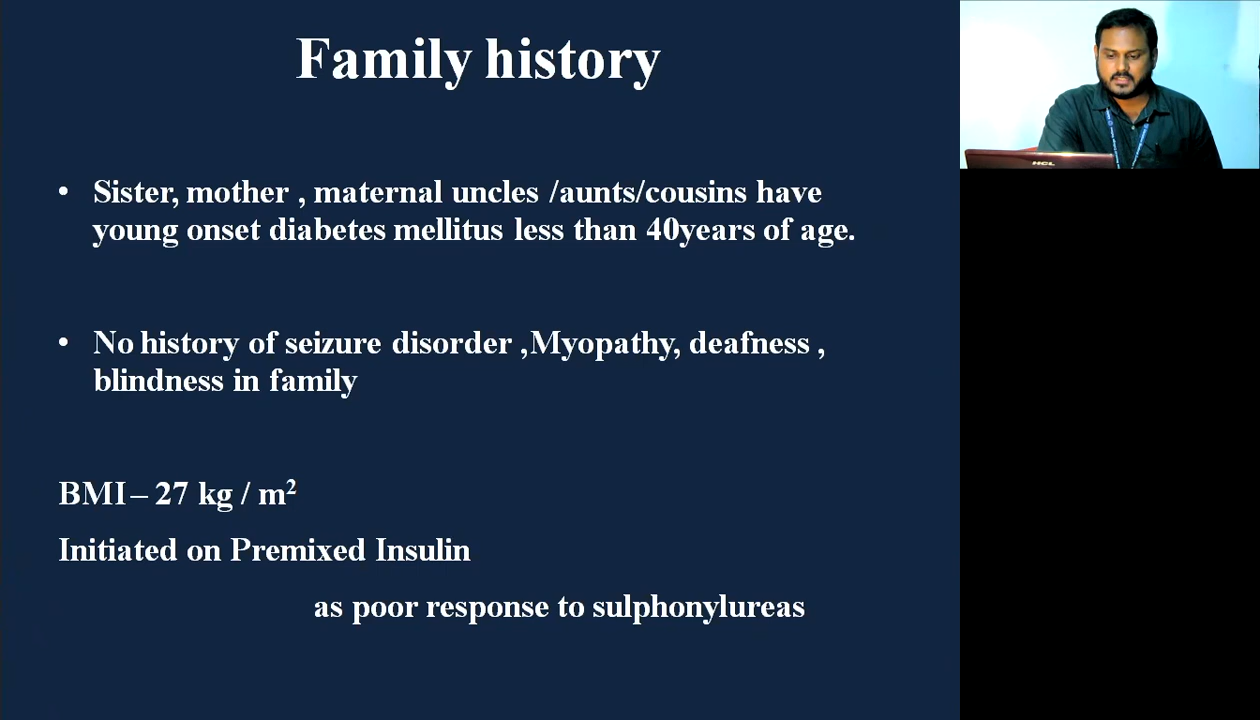 Family history
• Sister, mother , maternal uncles /aunts/cousins have
young onset diabetes mellitus less than 40years of age.
• No history of seizure disorder ,Myopathy, deafness ,
blindness in family
BMI – 27 kg / m²
Initiated on Premixed Insulin
as poor response to sulphonylureas
HCL